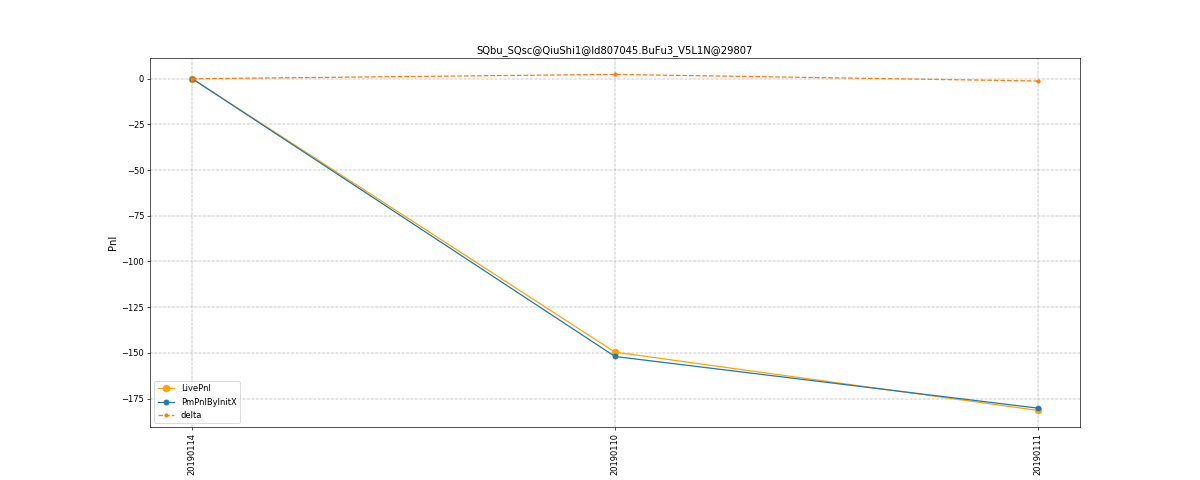 SQbu_SQsc@QiuShi1@Id807045.BuFu3_V5L1N@29807
Pnl
0
−25
−50
−75
−100
−125
−150
−175
LivePnl
PmPnlByInitX
delta
20190114
20190110
20190111